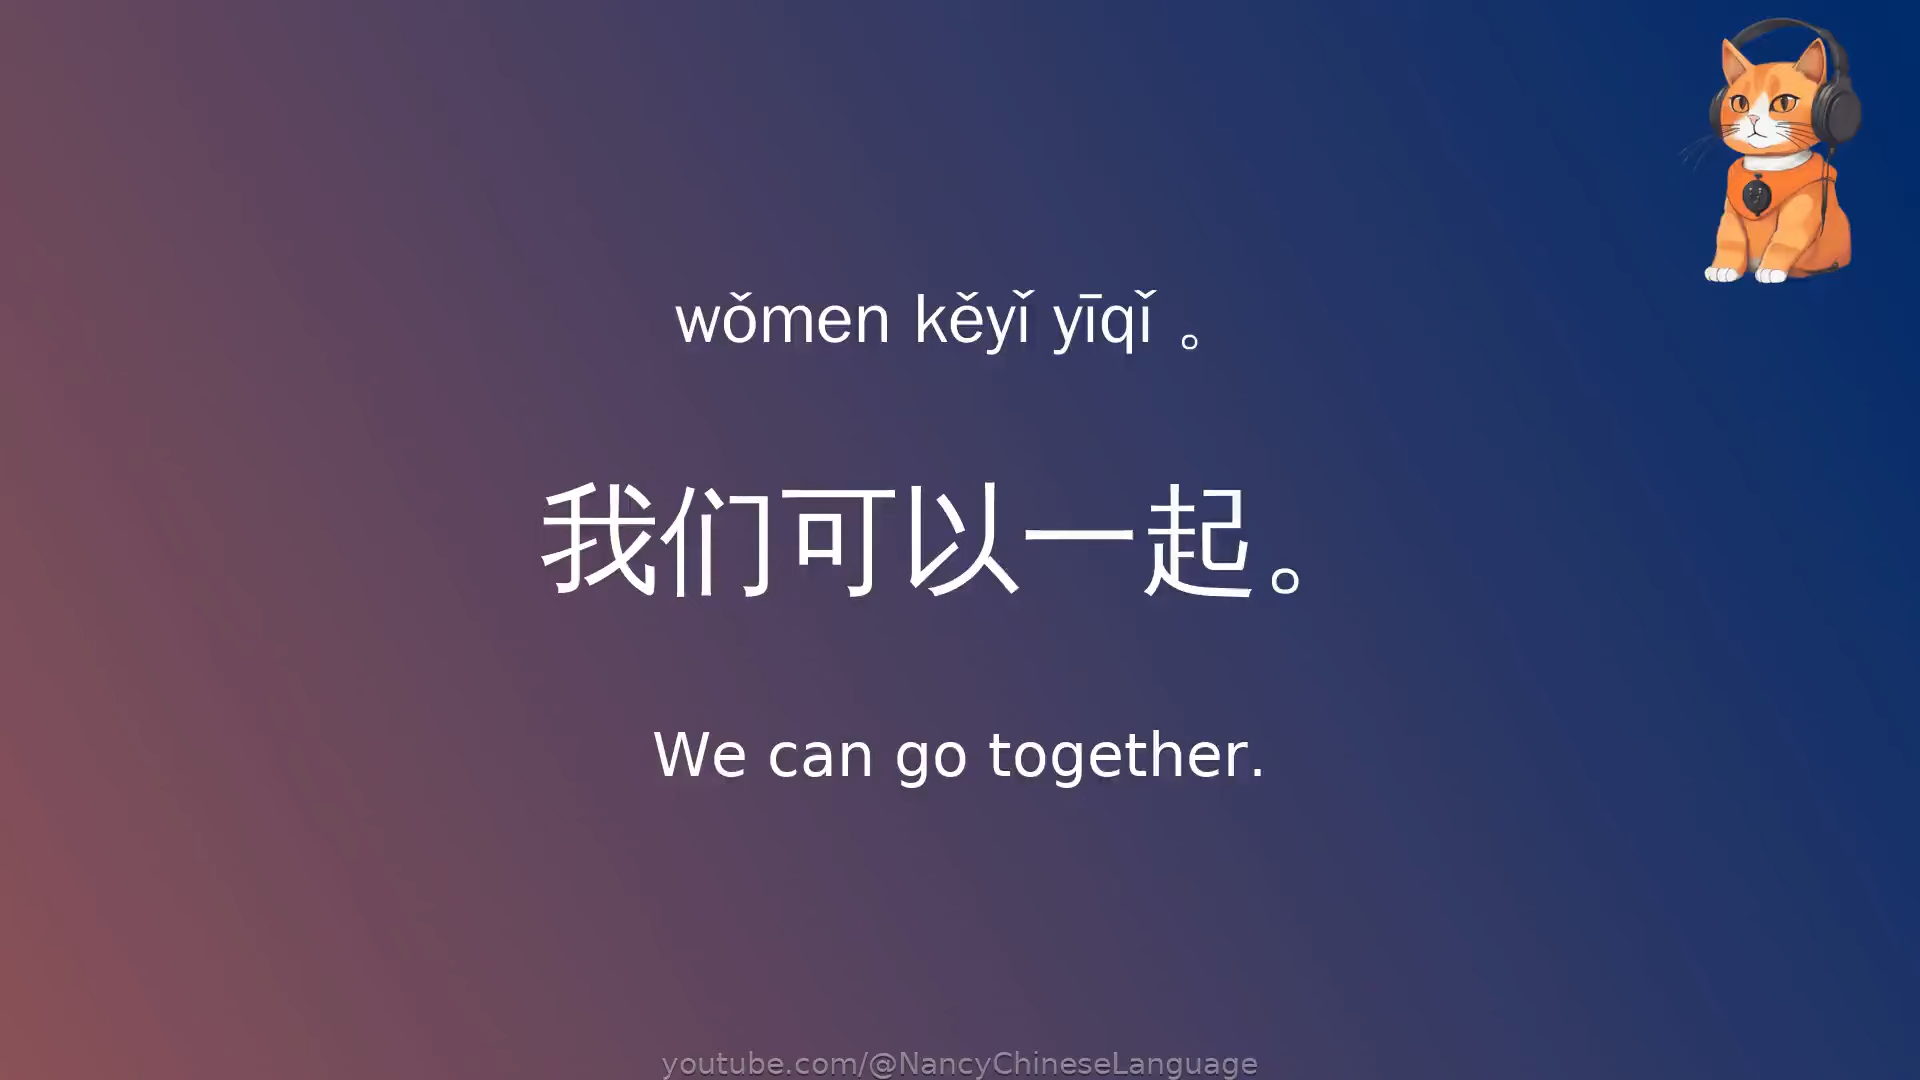 wǒmen kěyǐ yīqǐ 。
我们可以一起。
We can go together.
youtube.com/@NancyChineseLanguage